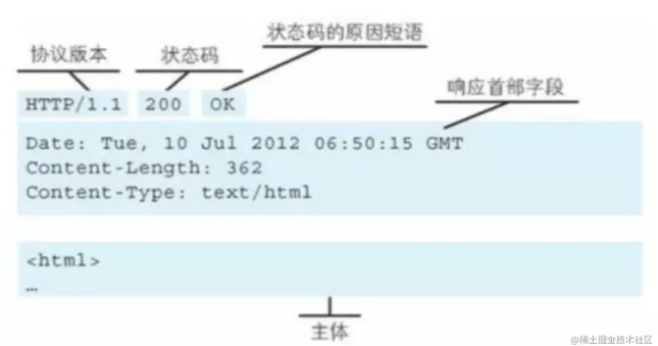 状态码的原因短语
协议版本 状态码
HTTP/1.1 200 OK
响应首部字段
Date: Tue, 10 Jul 2012 06:50:15 GMT
Content-Length: 362
Content-Type: text/html
<html>
…
主体
@稀土掘金技术社区